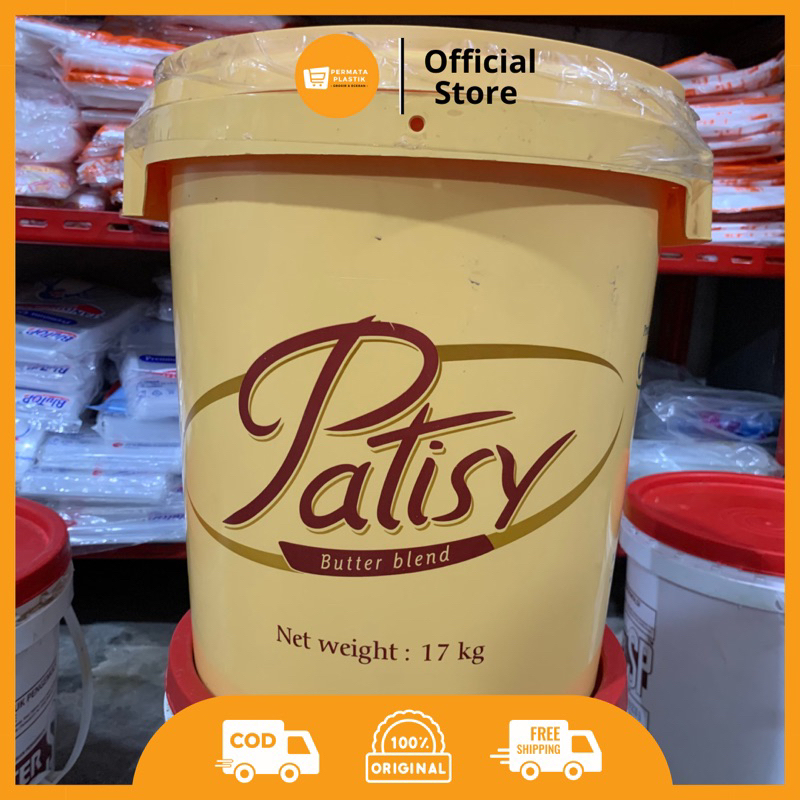 PERMATA
PLASTIK
Official
Store
Patisy
Butter blend
Net weight : 17 kg
COD
100%
ORIGINAL
FREE
SHIPPING